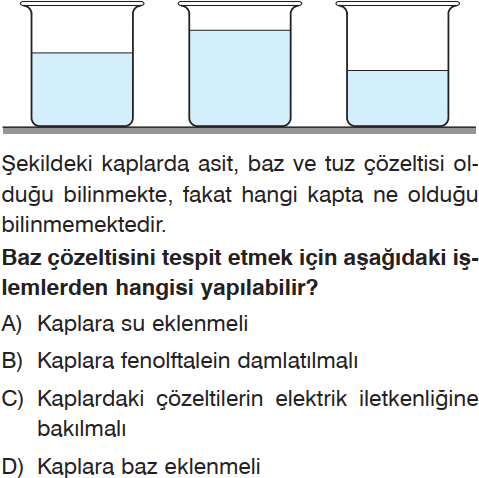 Şekildeki kaplarda asit, baz ve tuz çözeltisi ol-
duğu bilinmekte, fakat hangi kapta ne olduğu
bilinmemektedir.
Baz çözeltisini tespit etmek için aşağıdaki iş-
lemlerden hangisi yapılabilir?
A) Kaplara su eklenmeli
B) Kaplara fenolftalein damlatılmalı
C) Kaplardaki çözeltilerin elektrik iletkenliğine
bakılmalı
D) Kaplara baz eklenmeli